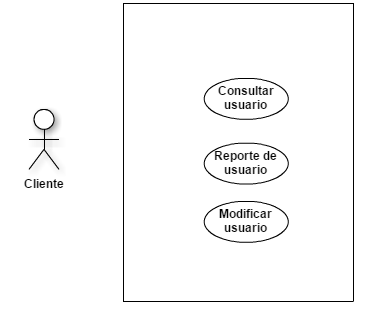 Consultar
usuario
Reporte de
usuario
Cliente
Modificar
usuario